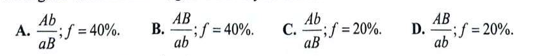 A. Ab/aB; f = 40%. B. AB/ab; f = 40%. C. Ab/aB; f = 20%. D. AB/ab; f = 20%.